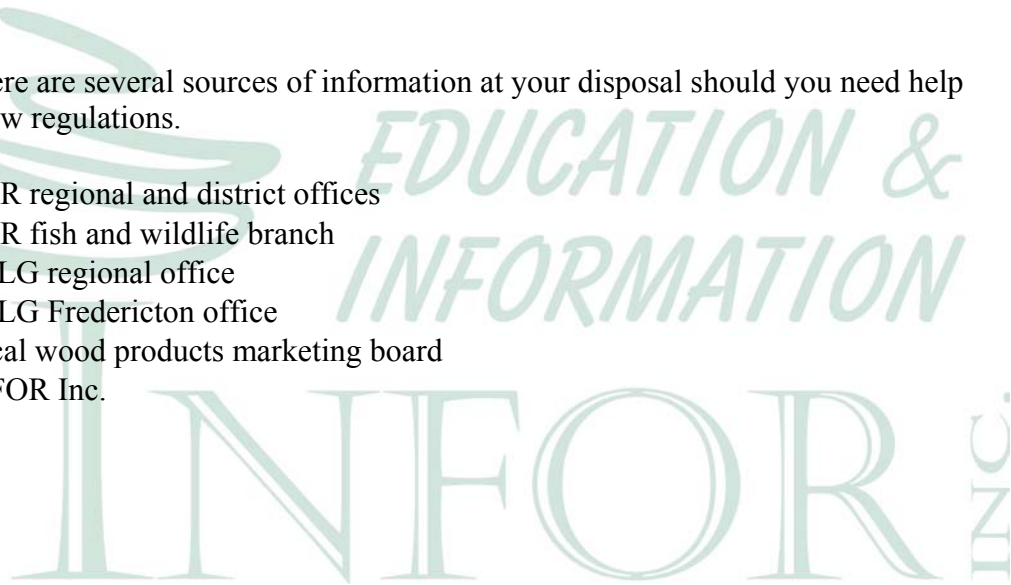 ere are several sources of information at your disposal should you need help
w regulations.
R regional and district offices
R fish and wildlife branch
LG regional office
LG Fredericton office
cal wood products marketing board
FOR Inc.
EDUCATION &
INFORMATION
INFOR INC.